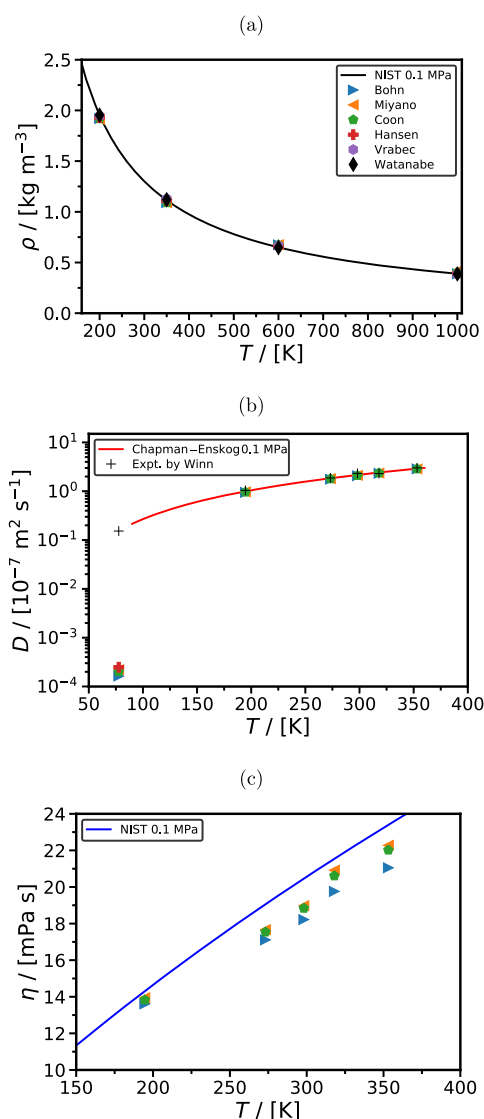 (a)
2.5
2.0
1.5
1.0
0.5
0.0
ρ / [kg m⁻³]
NIST 0.1 MPa
Bohn
Miyano
Coon
Hansen
Vrabec
Watanabe
200 300 400 500 600 700 800 900 1000
T / [K]
(b)
10¹
10⁰
10⁻¹
10⁻²
10⁻³
10⁻⁴
D / [10⁻⁷ m² s⁻¹]
Chapman−Enskog 0.1 MPa
Expt. by Winn
50 100 150 200 250 300 350 400
T / [K]
(c)
24
22
20
18
16
14
12
10
η / [mPa s]
NIST 0.1 MPa
150 200 250 300 350 400
T / [K]